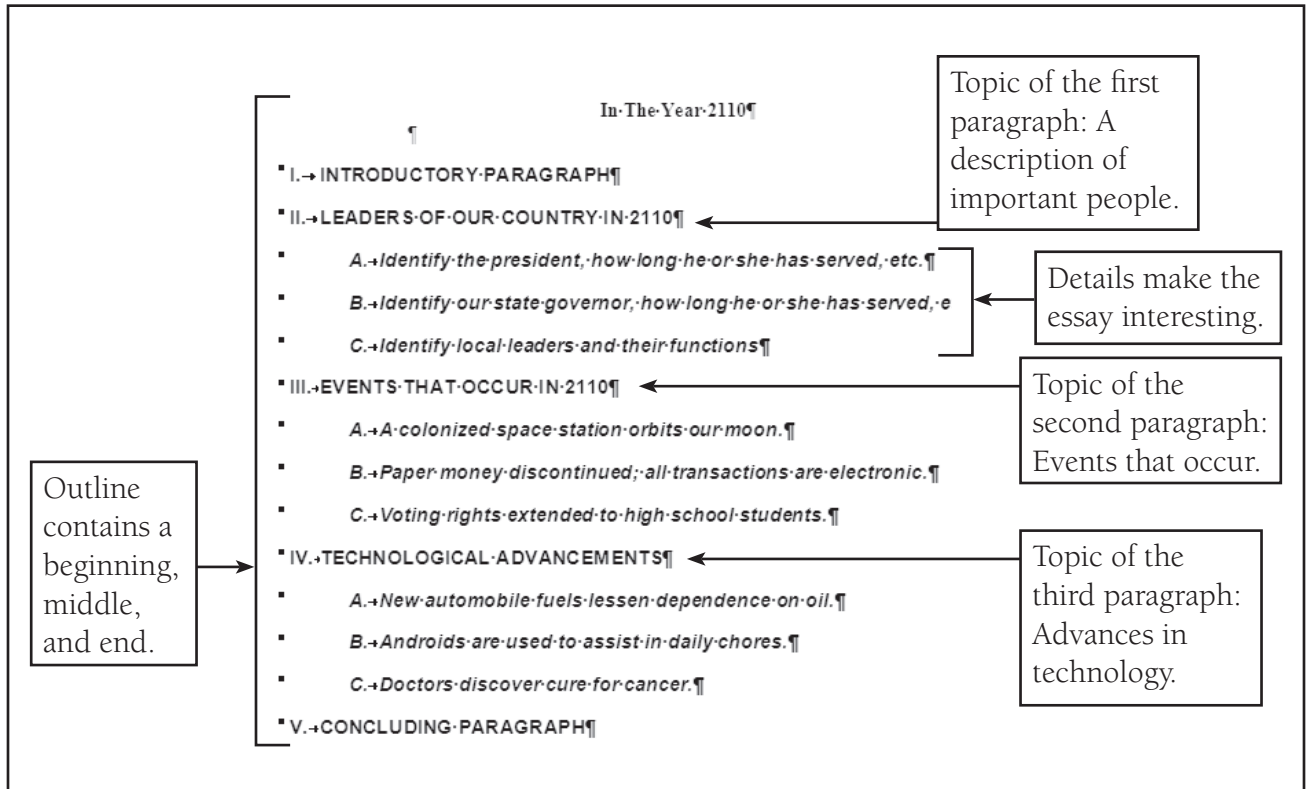 In·The·Year·2110¶
¶
I.→INTRODUCTORY·PARAGRAPH¶
II.→LEADERS·OF·OUR·COUNTRY·IN·2110¶
A.→Identify·the·president,·how·long·he·or·she·has·served,·etc.¶
B.→Identify·our·state·governor,·how·long·he·or·she·has·served,·e
C.→Identify·local·leaders·and·their·functions¶
III.→EVENTS·THAT·OCCUR·IN·2110¶
A.→A·colonized·space·station·orbits·our·moon.¶
B.→Paper·money·discontinued;·all·transactions·are·electronic.¶
C.→Voting·rights·extended·to·high·school·students.¶
IV.→TECHNOLOGICAL·ADVANCEMENTS¶
A.→New·automobile·fuels·lessen·dependence·on·oil.¶
B.→Androids·are·used·to·assist·in·daily·chores.¶
C.→Doctors·discover·cure·for·cancer.¶
V.→CONCLUDING·PARAGRAPH¶
Outline
contains a
beginning,
middle,
and end.
Topic of the first
paragraph: A
description of
important people.
Details make the
essay interesting.
Topic of the
second paragraph:
Events that occur.
Topic of the
third paragraph:
Advances in
technology.